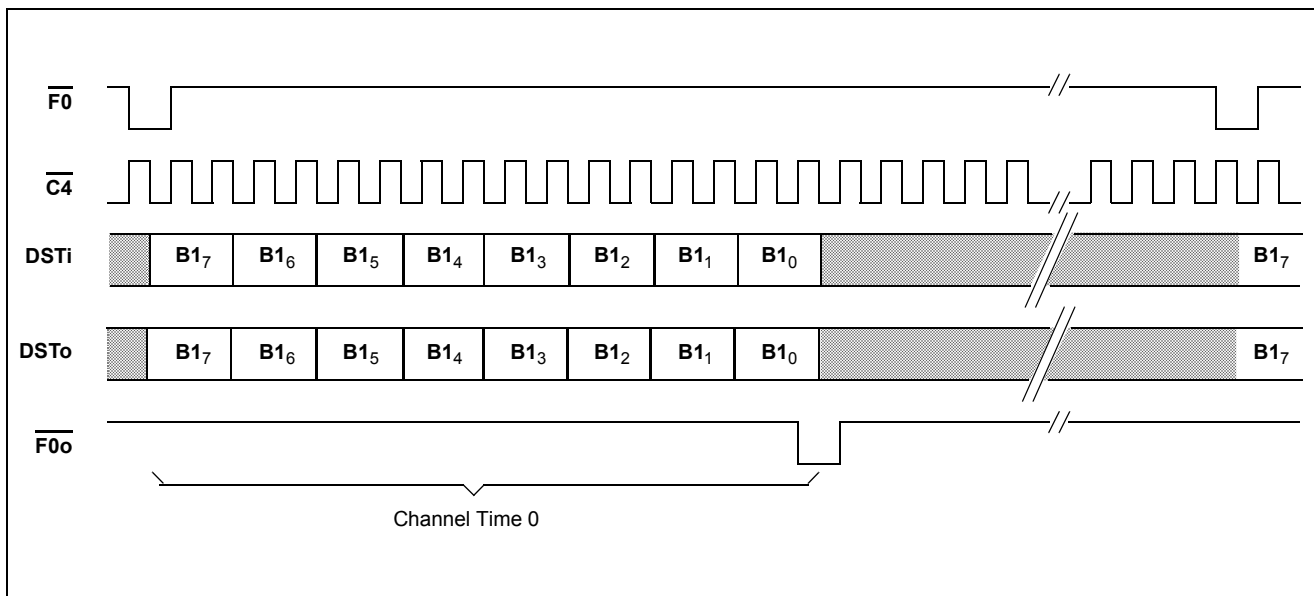 F0
C4
DSTi B1₇ B1₆ B1₅ B1₄ B1₃ B1₂ B1₁ B1₀ B1₇
DSTo B1₇ B1₆ B1₅ B1₄ B1₃ B1₂ B1₁ B1₀ B1₇
F0o
Channel Time 0